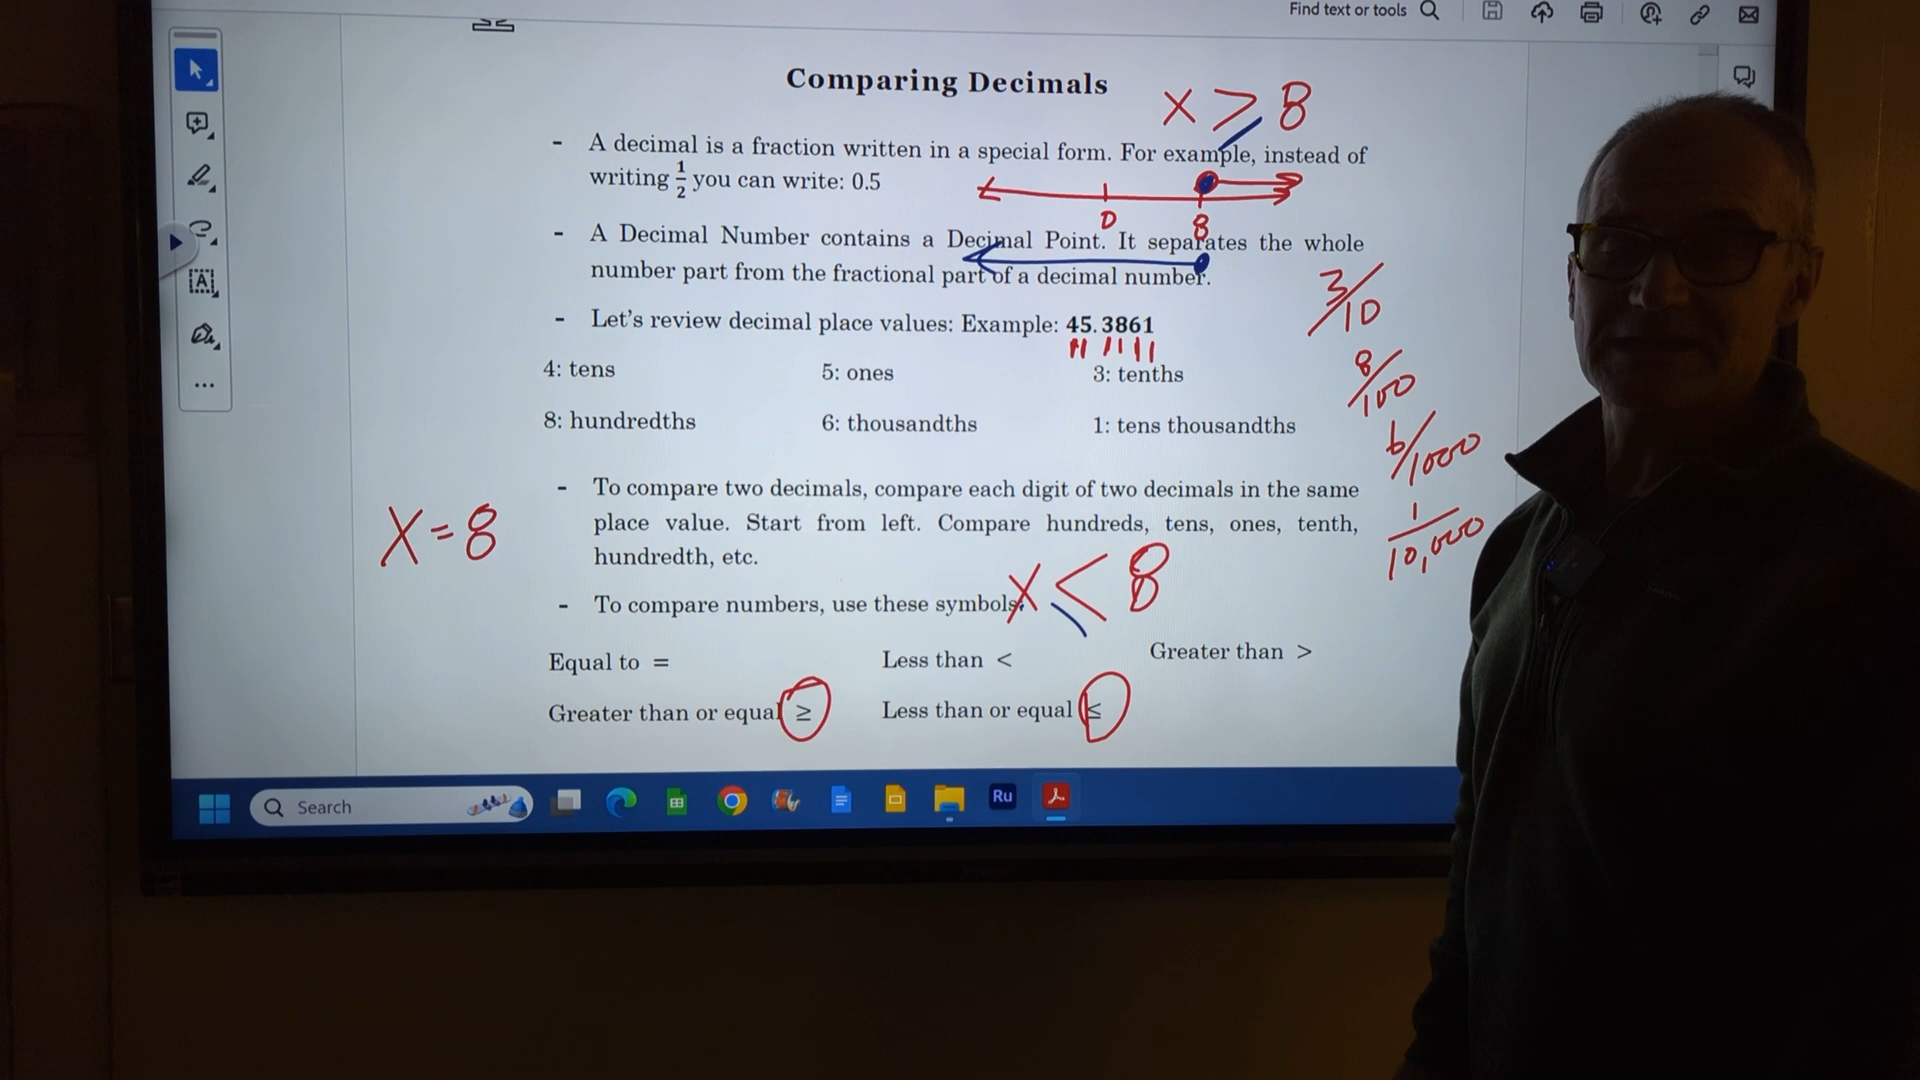 Find text or tools
Comparing Decimals
x ≥ 8
- A decimal is a fraction written in a special form. For example, instead of
writing 1/2 you can write: 0.5
0 8
- A Decimal Number contains a Decimal Point. It separates the whole
number part from the fractional part of a decimal number.
3/10
- Let's review decimal place values: Example: 45.3861
4: tens 5: ones 3: tenths
8/100
8: hundredths 6: thousandths 1: tens thousandths
6/1000
- To compare two decimals, compare each digit of two decimals in the same
place value. Start from left. Compare hundreds, tens, ones, tenth,
hundredth, etc.
1/10,000
X = 8
- To compare numbers, use these symbols:
x ≤ 8
Equal to = Less than < Greater than >
Greater than or equal ≥ Less than or equal ≤
Search
Ru